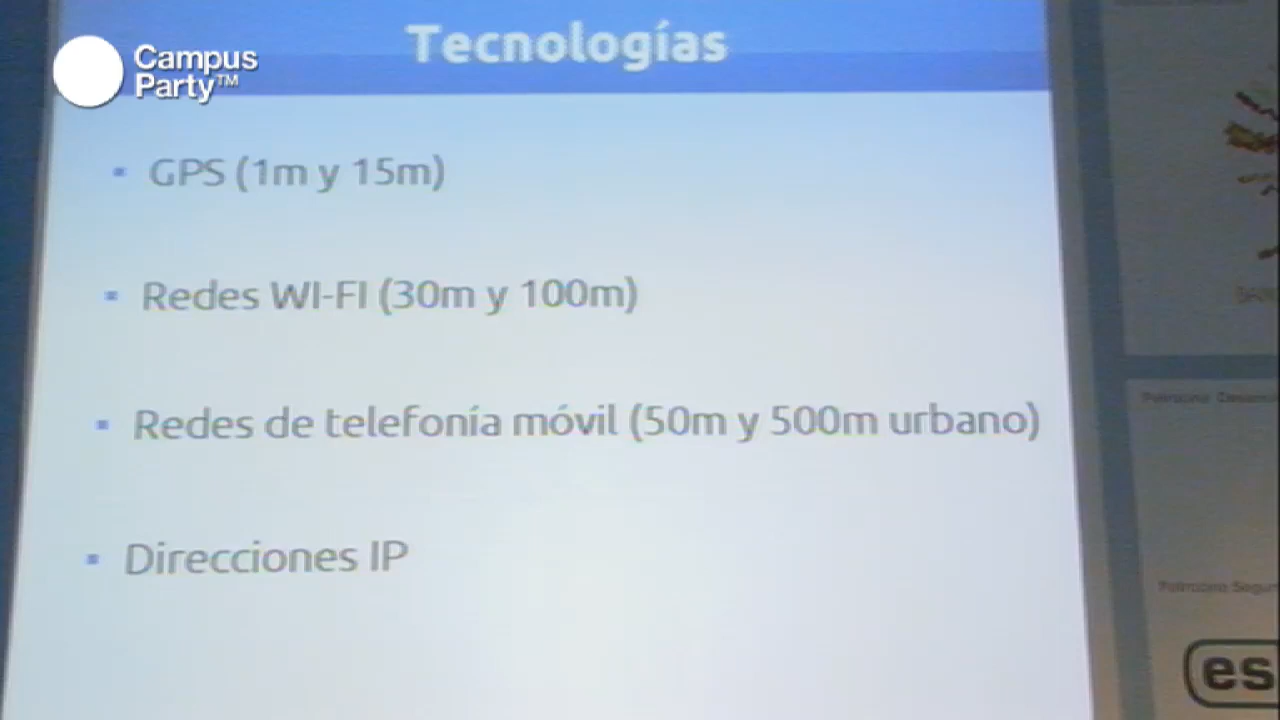 Tecnologías
Campus
Party™
GPS (1m y 15m)
Redes WI-FI (30m y 100m)
Redes de telefonía móvil (50m y 500m urbano)
Direcciones IP
es